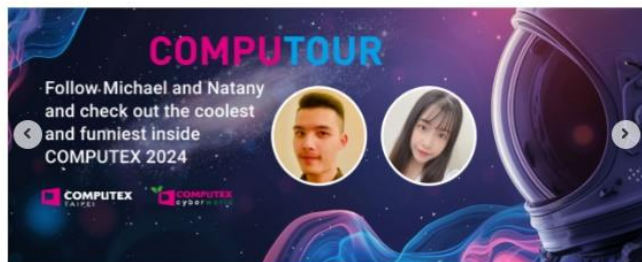 COMPUTOUR
Follow Michael and Natany
and check out the coolest
and funniest inside
COMPUTEX 2024
COMPUTEX
TAIPEI
COMPUTEX
cyberworld